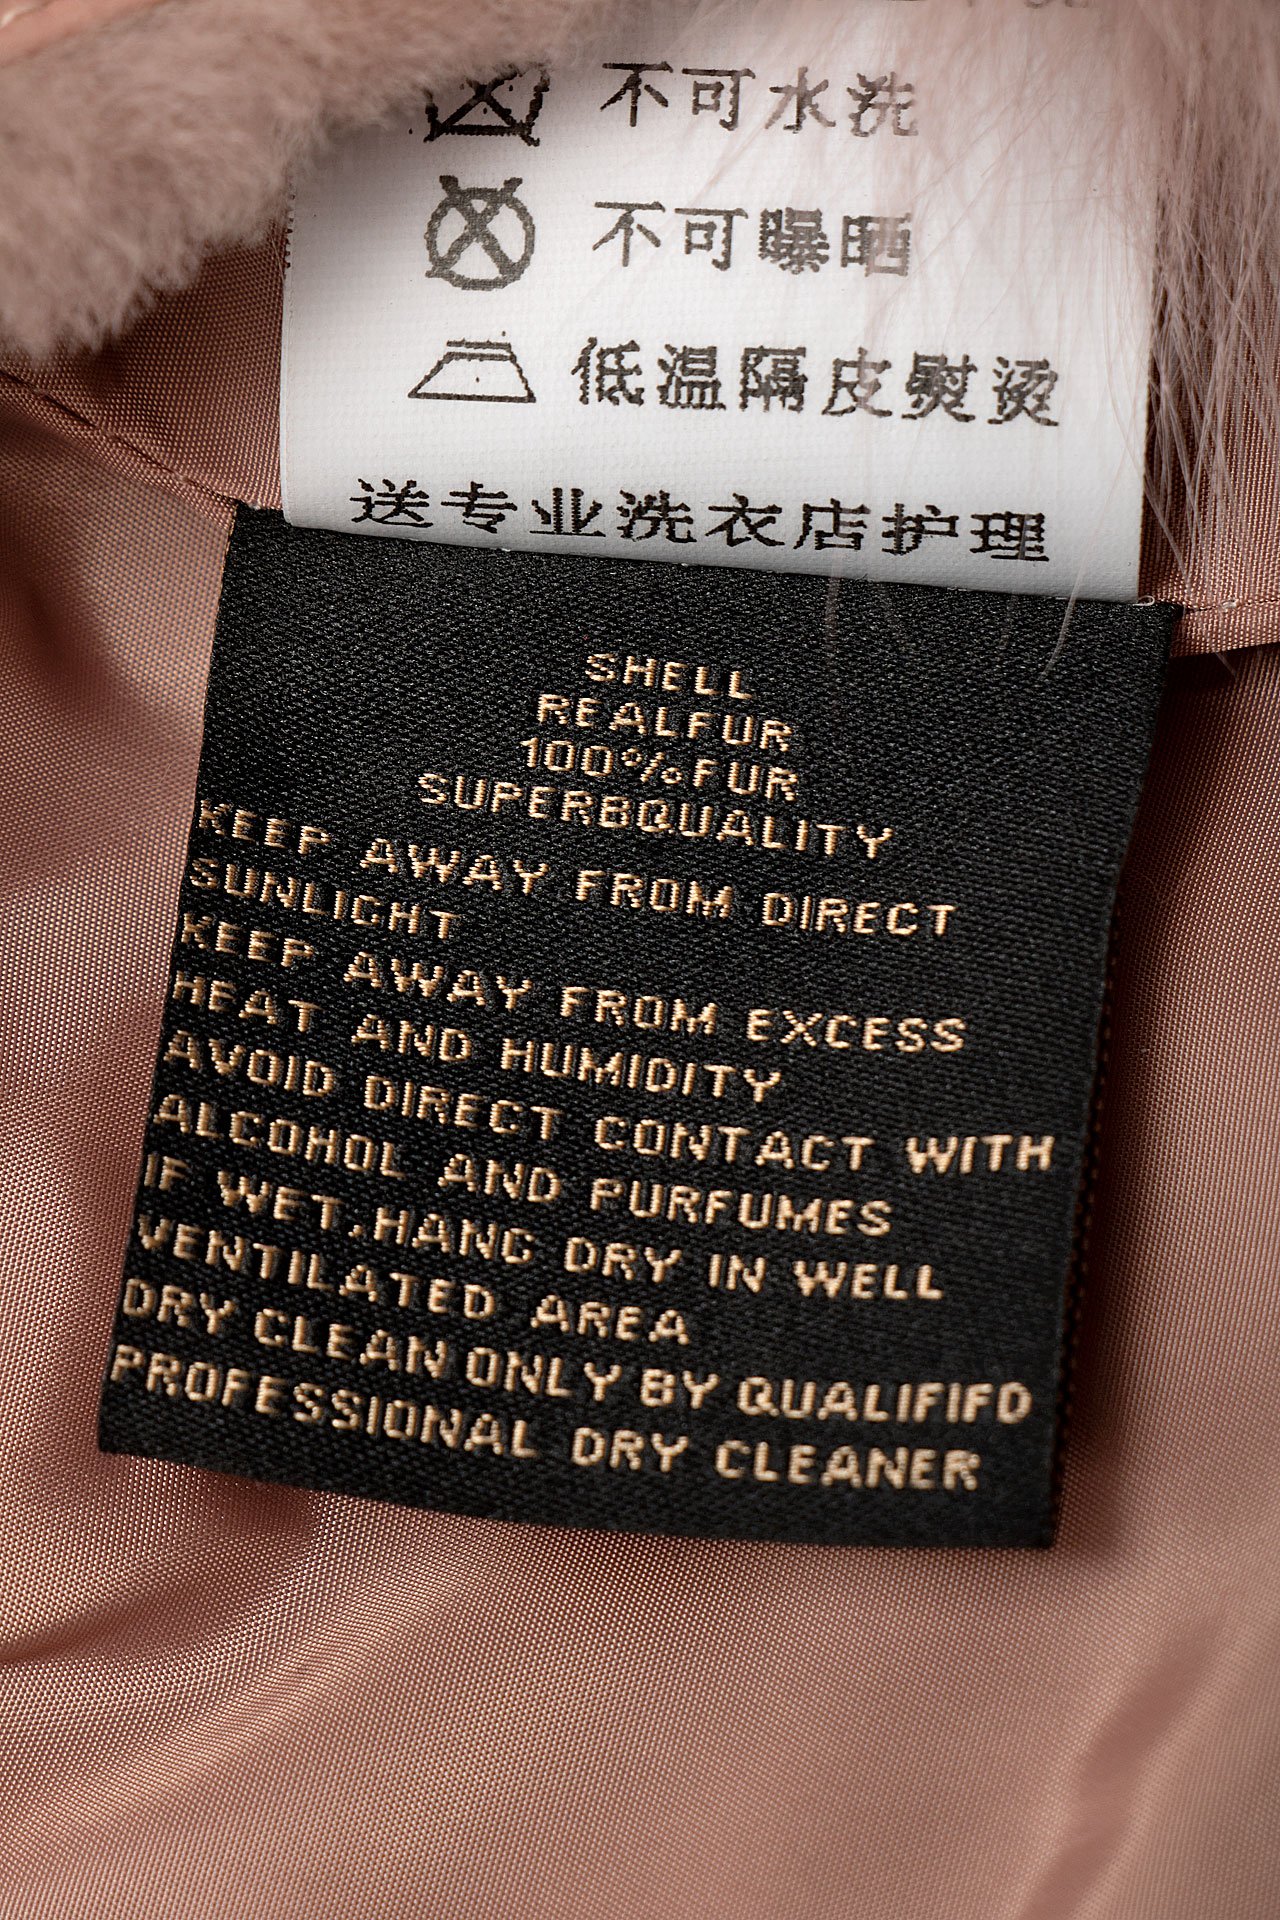 不可水洗
不可曝晒
低温隔皮熨烫
送专业洗衣店护理
SHELL
REALFUR
100%FUR
SUPERBQUALITY
KEEP AWAY FROM DIRECT
SUNLIGHT
KEEP AWAY FROM EXCESS
HEAT AND HUMIDITY
AVOID DIRECT CONTACT WITH
ALCOHOL AND PURFUMES
IF WET,HANG DRY IN WELL
VENTILATED AREA
DRY CLEAN ONLY BY QUALIFIFD
PROFESSIONAL DRY CLEANER